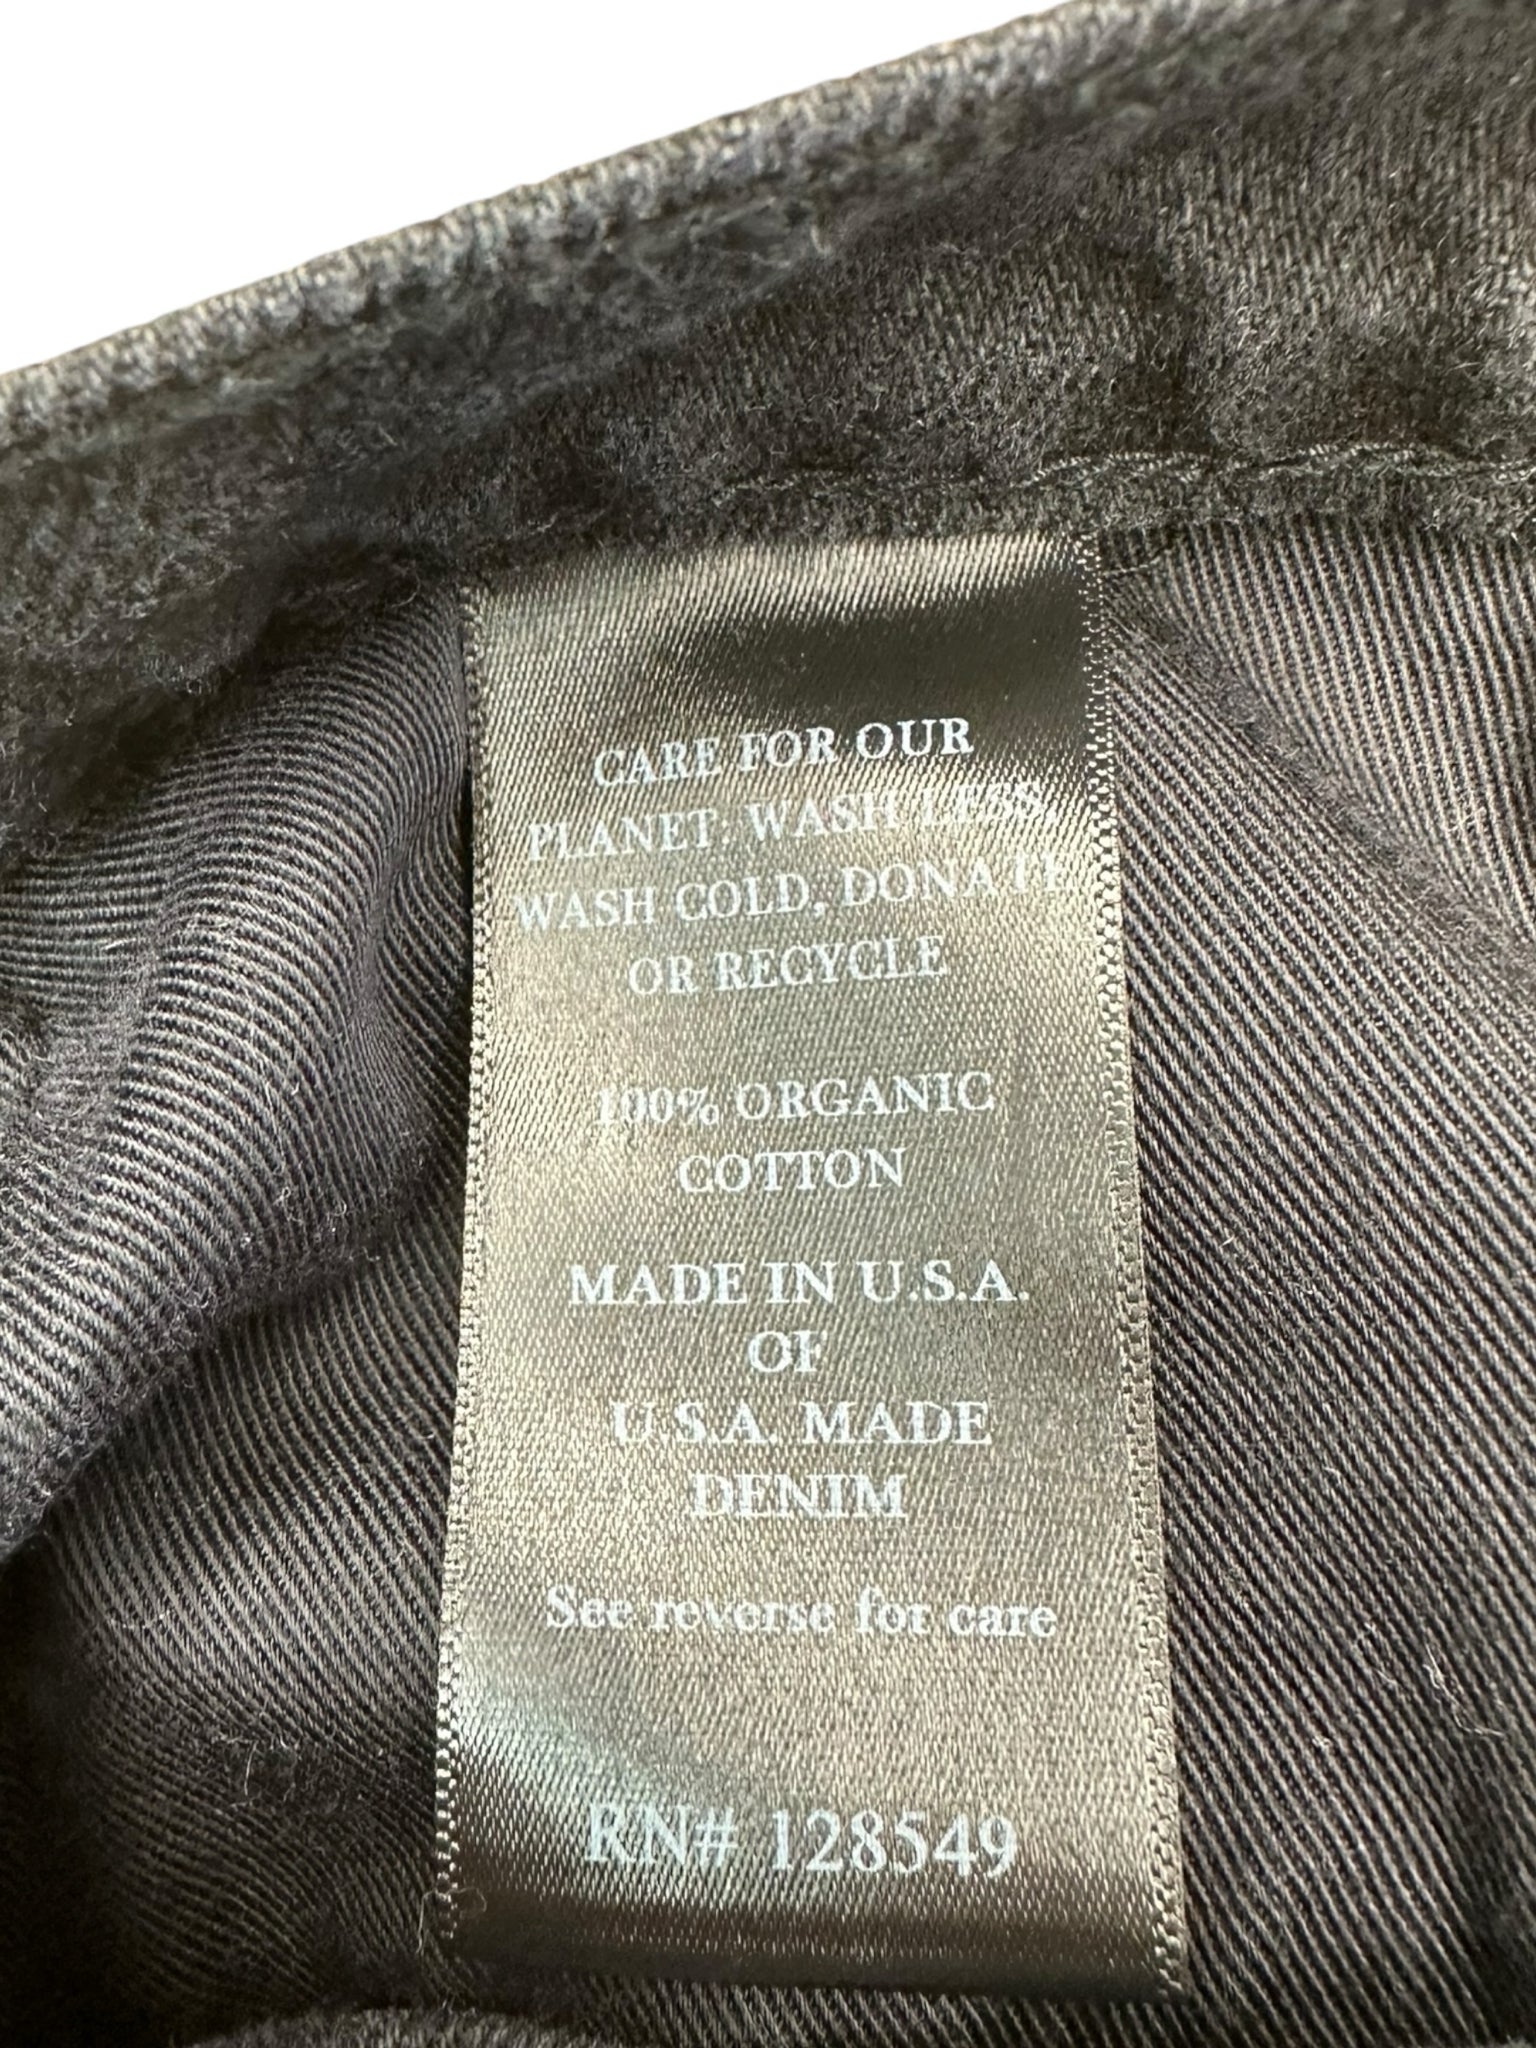 CARE FOR OUR
PLANET: WASH LESS,
WASH COLD, DONATE
OR RECYCLE
100% ORGANIC
COTTON
MADE IN U.S.A.
OF
U.S.A. MADE
DENIM
See reverse for care
RN# 128549